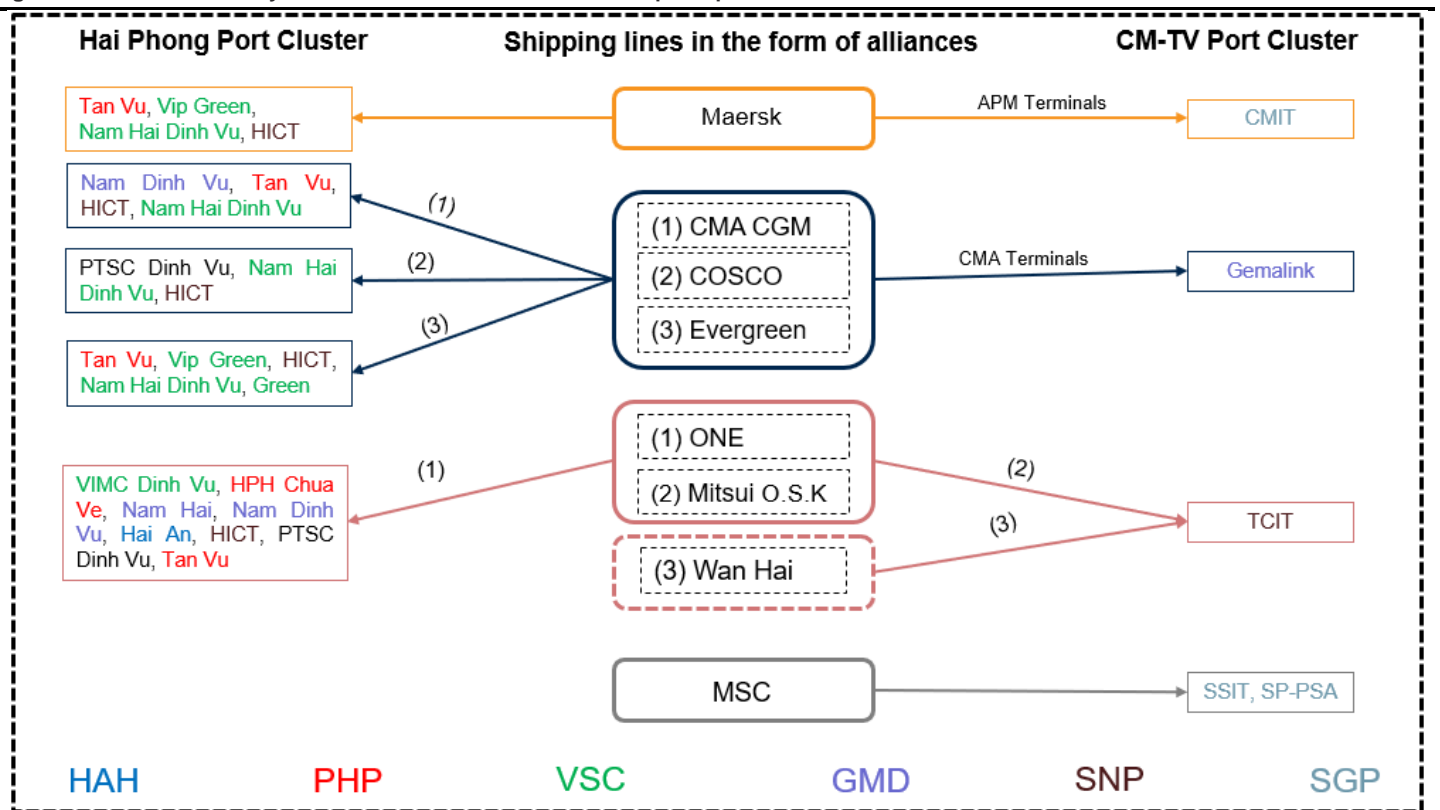 Hai Phong Port Cluster
Shipping lines in the form of alliances
CM-TV Port Cluster
Tan Vu, Vip Green,
Nam Hai Dinh Vu, HICT
Maersk
APM Terminals
CMIT
Nam Dinh Vu, Tan Vu,
HICT, Nam Hai Dinh Vu
(1)
(1) CMA CGM
PTSC Dinh Vu, Nam Hai
Dinh Vu, HICT
(2)
(2) COSCO
CMA Terminals
Gemalink
(3)
(3) Evergreen
Tan Vu, Vip Green, HICT,
Nam Hai Dinh Vu, Green
VIMC Dinh Vu, HPH Chua
Ve, Nam Hai, Nam Dinh
Vu, Hai An, HICT, PTSC
Dinh Vu, Tan Vu
(1)
(1) ONE
(2) Mitsui O.S.K
(2)
(3)
(3) Wan Hai
TCIT
MSC
SSIT, SP-PSA
HAH
PHP
VSC
GMD
SNP
SGP